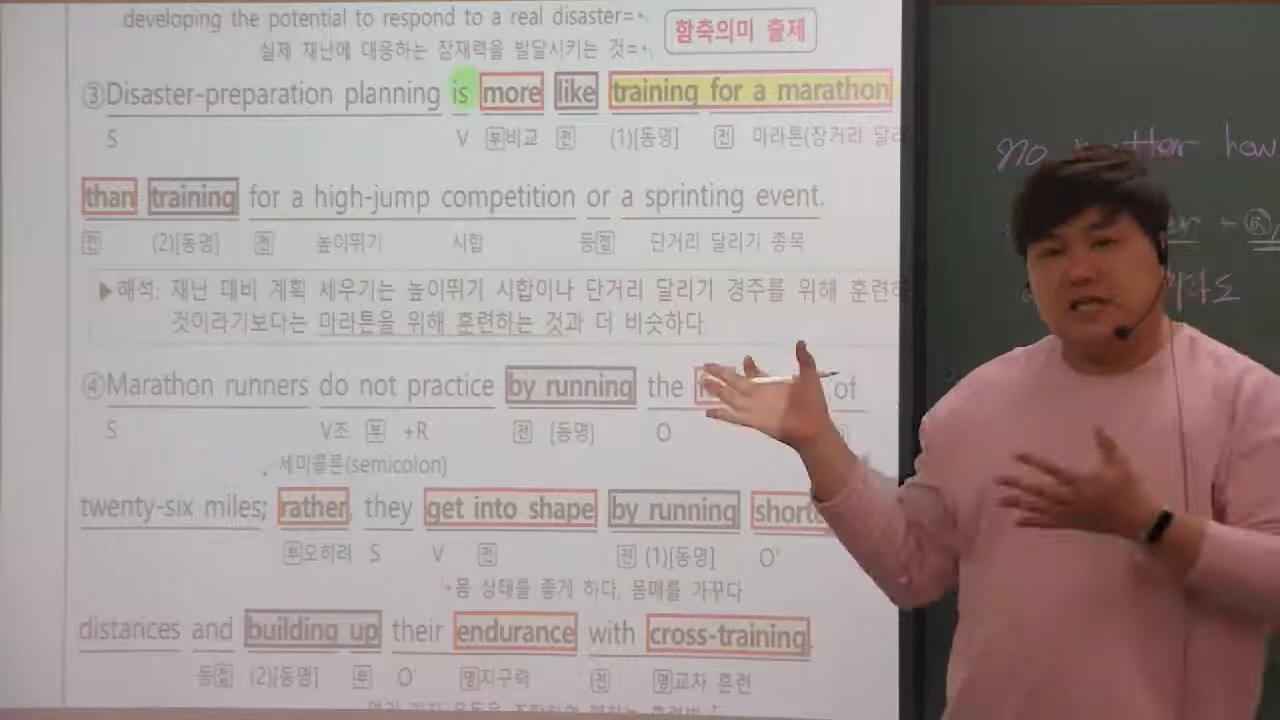 developing the potential to respond to a real disaster=
함축의미 출제
실제 재난에 대응하는 잠재력을 발달시키는 것=
③Disaster-preparation planning is more like training for a marathon
S V 부비교 전 (1)[동명] 전 마라톤(장거리
than training for a high-jump competition or a sprinting event.
전 (2)[동명] 전 높이뛰기 시합 등접 단거리 달리기 종목
▶해석: 재난 대비 계획 세우기는 높이뛰기 시합이나 단거리 달리기 경주를 위해
것이라기보다는 마라톤을 위해 훈련하는 것과 더 비슷하다
④Marathon runners do not practice by running the of
S V조 부 +R 전 [동명] O
세미콜론(semicolon)
twenty-six miles; rather, they get into shape by running
부오히려 S V 전 전 (1)[동명] O'
몸 상태를 좋게 하다, 몸매를 가꾸다
distances and building up their endurance with cross-training.
등접 (2)[동명] 부 O' 명지구력 전 명교차 훈련
no matter how